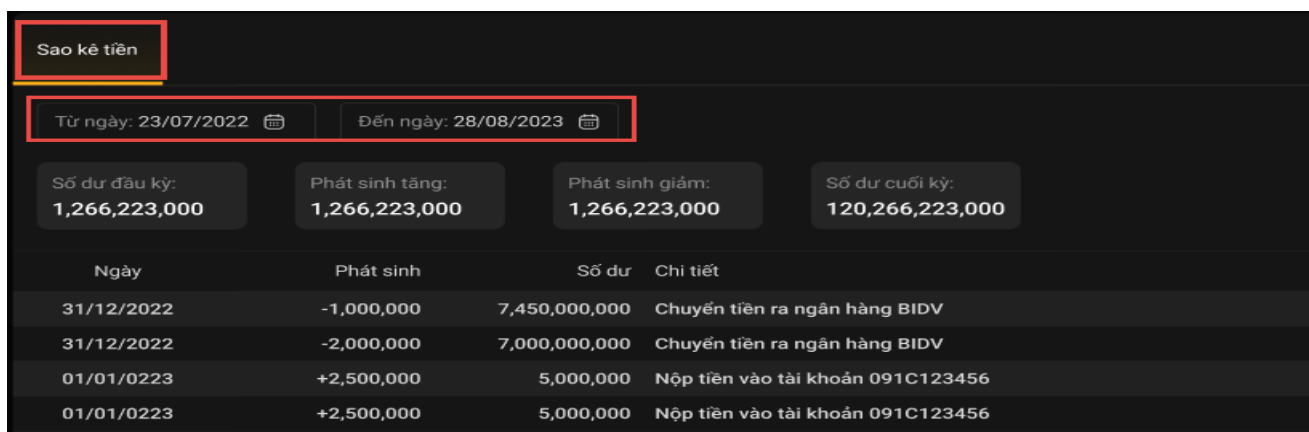 Sao kê tiền
Từ ngày: 23/07/2022 Đến ngày: 28/08/2023
Số dư đầu kỳ: Phát sinh tăng: Phát sinh giảm: Số dư cuối kỳ:
1,266,223,000 1,266,223,000 1,266,223,000 120,266,223,000
Ngày Phát sinh Số dư Chi tiết
31/12/2022 -1,000,000 7,450,000,000 Chuyển tiền ra ngân hàng BIDV
31/12/2022 -2,000,000 7,000,000,000 Chuyển tiền ra ngân hàng BIDV
01/01/0223 +2,500,000 5,000,000 Nộp tiền vào tài khoản 091C123456
01/01/0223 +2,500,000 5,000,000 Nộp tiền vào tài khoản 091C123456